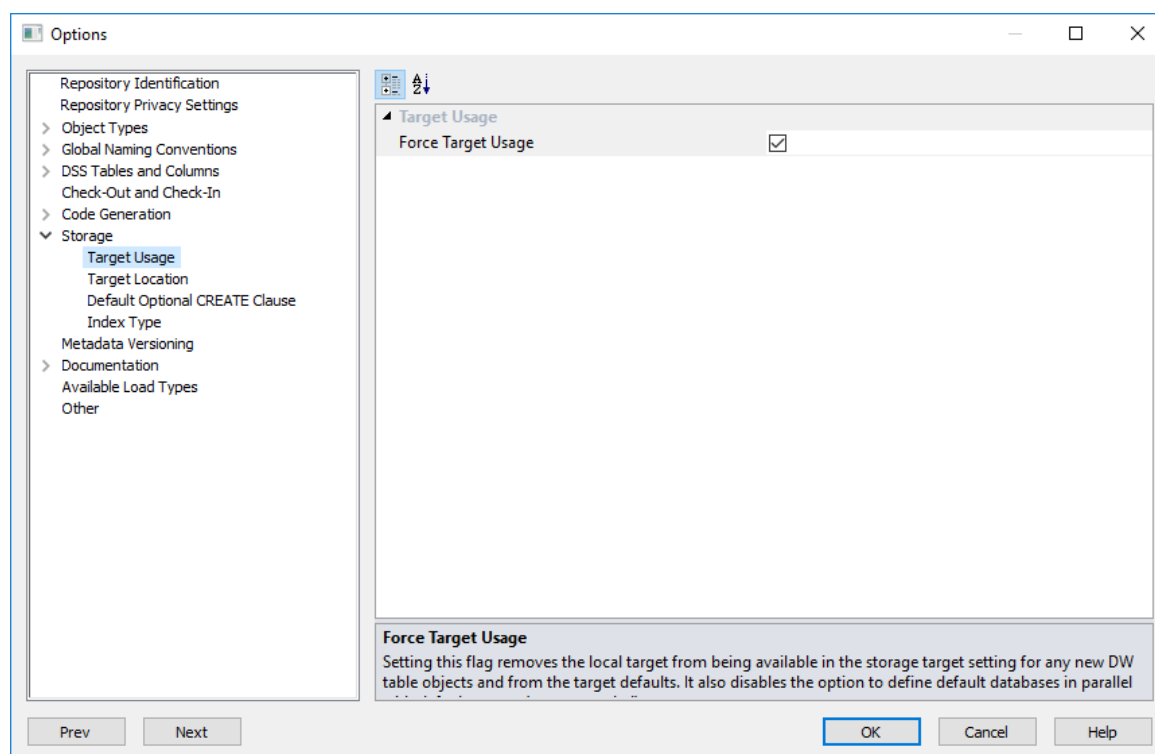 Options
Repository Identification
Repository Privacy Settings
Object Types
Global Naming Conventions
DSS Tables and Columns
Check-Out and Check-In
Code Generation
Storage
Target Usage
Target Location
Default Optional CREATE Clause
Index Type
Metadata Versioning
Documentation
Available Load Types
Other
Target Usage
Force Target Usage
Force Target Usage
Setting this flag removes the local target from being available in the storage target setting for any new DW
table objects and from the target defaults. It also disables the option to define default databases in parallel
Prev
Next
OK
Cancel
Help